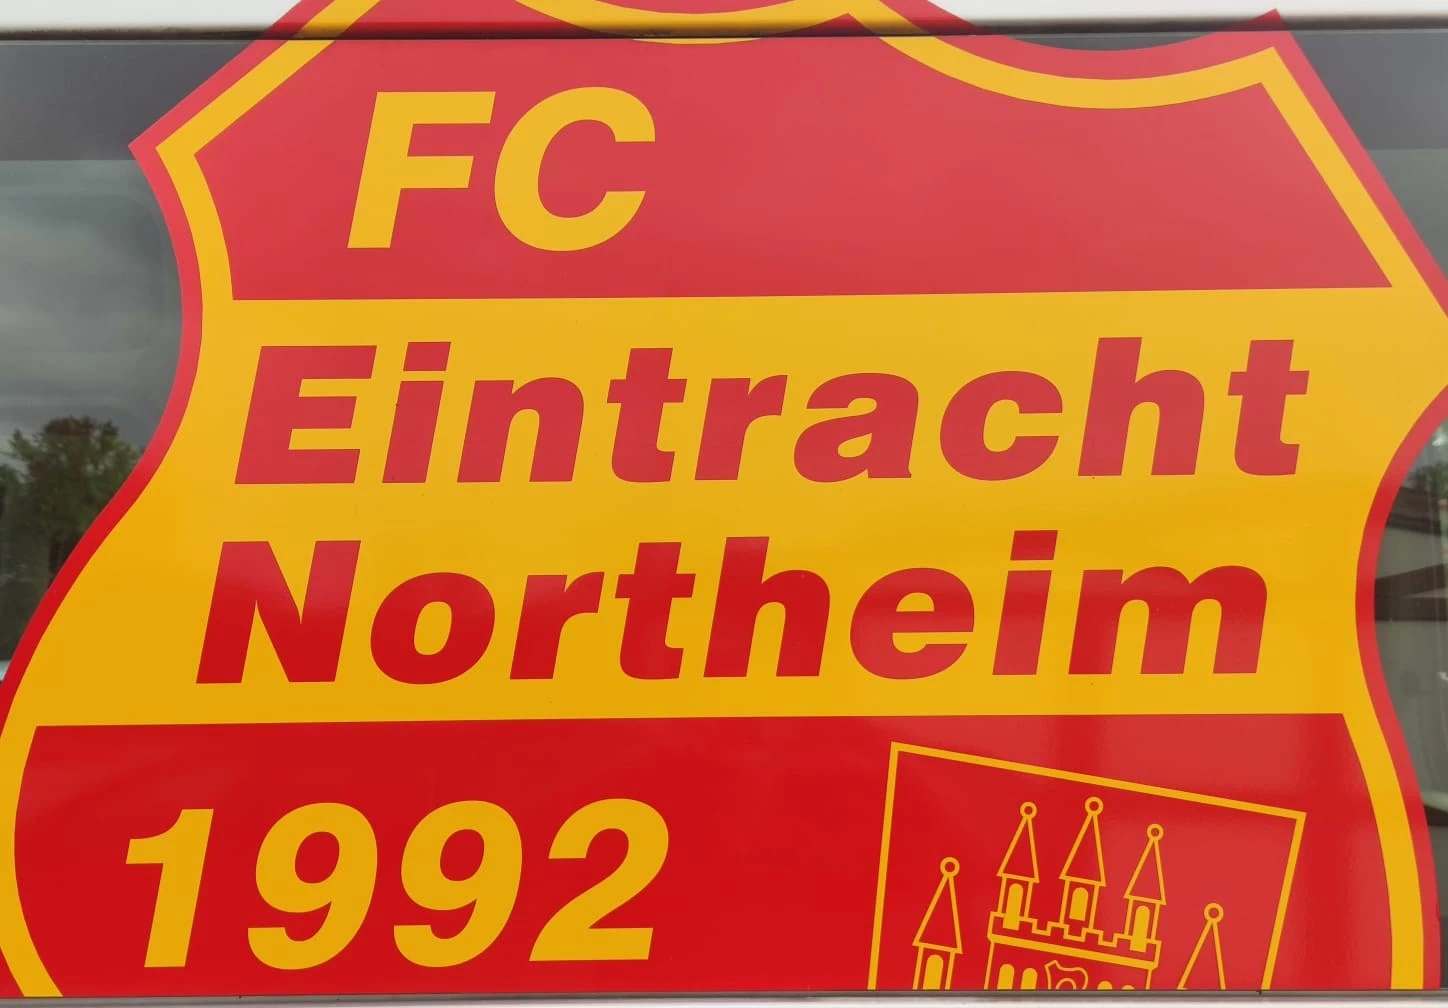 FC
Eintracht
Northeim
1992